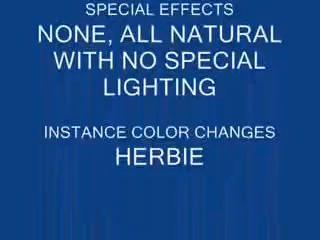 SPECIAL EFFECTS
NONE, ALL NATURAL
WITH NO SPECIAL
LIGHTING
INSTANCE COLOR CHANGES
HERBIE